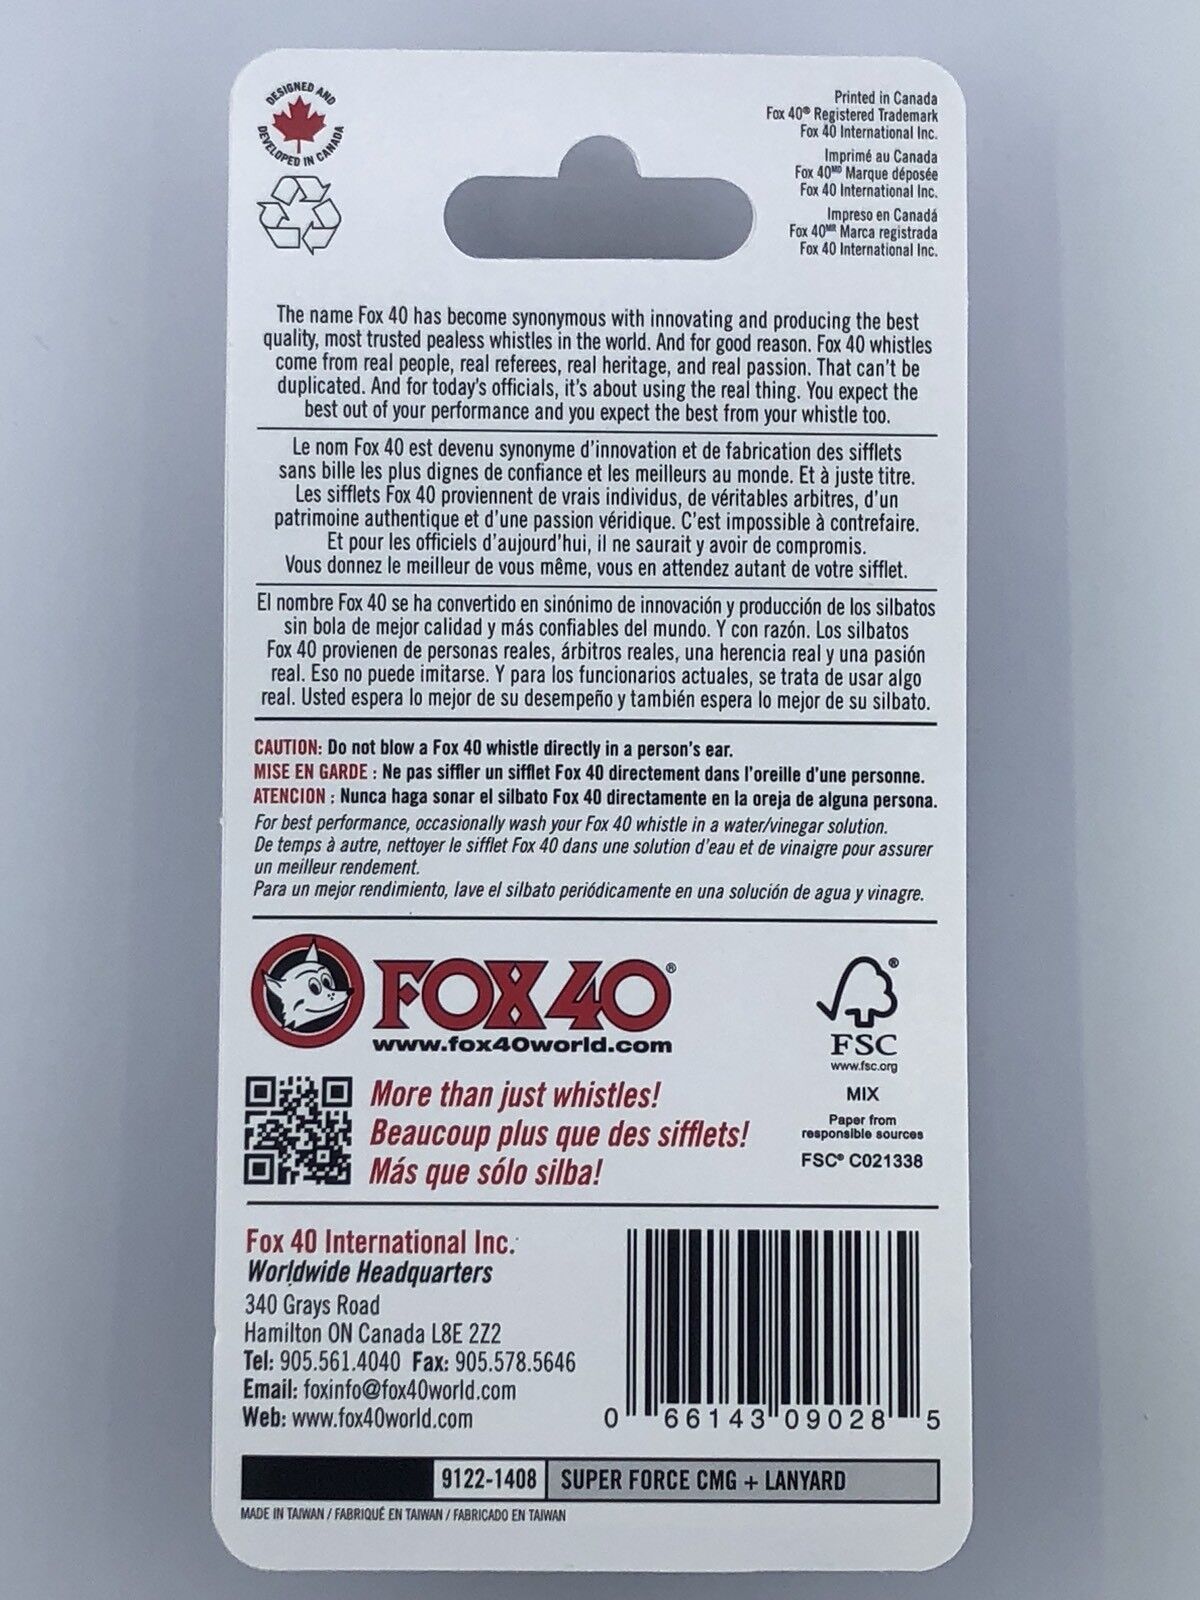 DESIGNED AND
DEVELOPED IN CANADA
Printed in Canada
Fox 40® Registered Trademark
Fox 40 International Inc.
Imprimé au Canada
Fox 40MD Marque déposée
Fox 40 International Inc.
Impreso en Canadá
Fox 40MR Marca registrada
Fox 40 International Inc.
The name Fox 40 has become synonymous with innovating and producing the best
quality, most trusted pealess whistles in the world. And for good reason. Fox 40 whistles
come from real people, real referees, real heritage, and real passion. That can't be
duplicated. And for today's officials, it's about using the real thing. You expect the
best out of your performance and you expect the best from your whistle too.
Le nom Fox 40 est devenu synonyme d'innovation et de fabrication des sifflets
sans bille les plus dignes de confiance et les meilleurs au monde. Et à juste titre.
Les sifflets Fox 40 proviennent de vrais individus, de véritables arbitres, d'un
patrimoine authentique et d'une passion véridique. C'est impossible à contrefaire.
Et pour les officiels d'aujourd'hui, il ne saurait y avoir de compromis.
Vous donnez le meilleur de vous même, vous en attendez autant de votre sifflet.
El nombre Fox 40 se ha convertido en sinónimo de innovación y producción de los silbatos
sin bola de mejor calidad y más confiables del mundo. Y con razón. Los silbatos
Fox 40 provienen de personas reales, árbitros reales, una herencia real y una pasión
real. Eso no puede imitarse. Y para los funcionarios actuales, se trata de usar algo
real. Usted espera lo mejor de su desempeño y también espera lo mejor de su silbato.
CAUTION: Do not blow a Fox 40 whistle directly in a person's ear.
MISE EN GARDE : Ne pas siffler un sifflet Fox 40 directement dans l'oreille d'une personne.
ATENCION : Nunca haga sonar el silbato Fox 40 directamente en la oreja de alguna persona.
For best performance, occasionally wash your Fox 40 whistle in a water/vinegar solution.
De temps à autre, nettoyer le sifflet Fox 40 dans une solution d'eau et de vinaigre pour assurer
un meilleur rendement.
Para un mejor rendimiento, lave el silbato periódicamente en una solución de agua y vinagre.
FOX 40®
www.fox40world.com
More than just whistles!
Beaucoup plus que des sifflets!
Más que sólo silba!
®
FSC
www.fsc.org
MIX
Paper from
responsible sources
FSC® C021338
Fox 40 International Inc.
Worldwide Headquarters
340 Grays Road
Hamilton ON Canada L8E 2Z2
Tel: 905.561.4040 Fax: 905.578.5646
Email: foxinfo@fox40world.com
Web: www.fox40world.com
0 66143 09028 5
9122-1408 SUPER FORCE CMG + LANYARD
MADE IN TAIWAN / FABRIQUÉ EN TAIWAN / FABRICADO EN TAIWAN